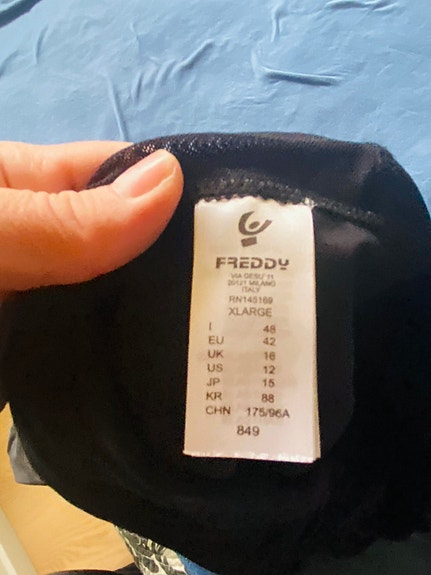 FREDDY
VIA GESU' 11
20121 MILANO
ITALY
RN145169
XLARGE
I 48
EU 42
UK 16
US 12
JP 15
KR 88
CHN 175/96A
849